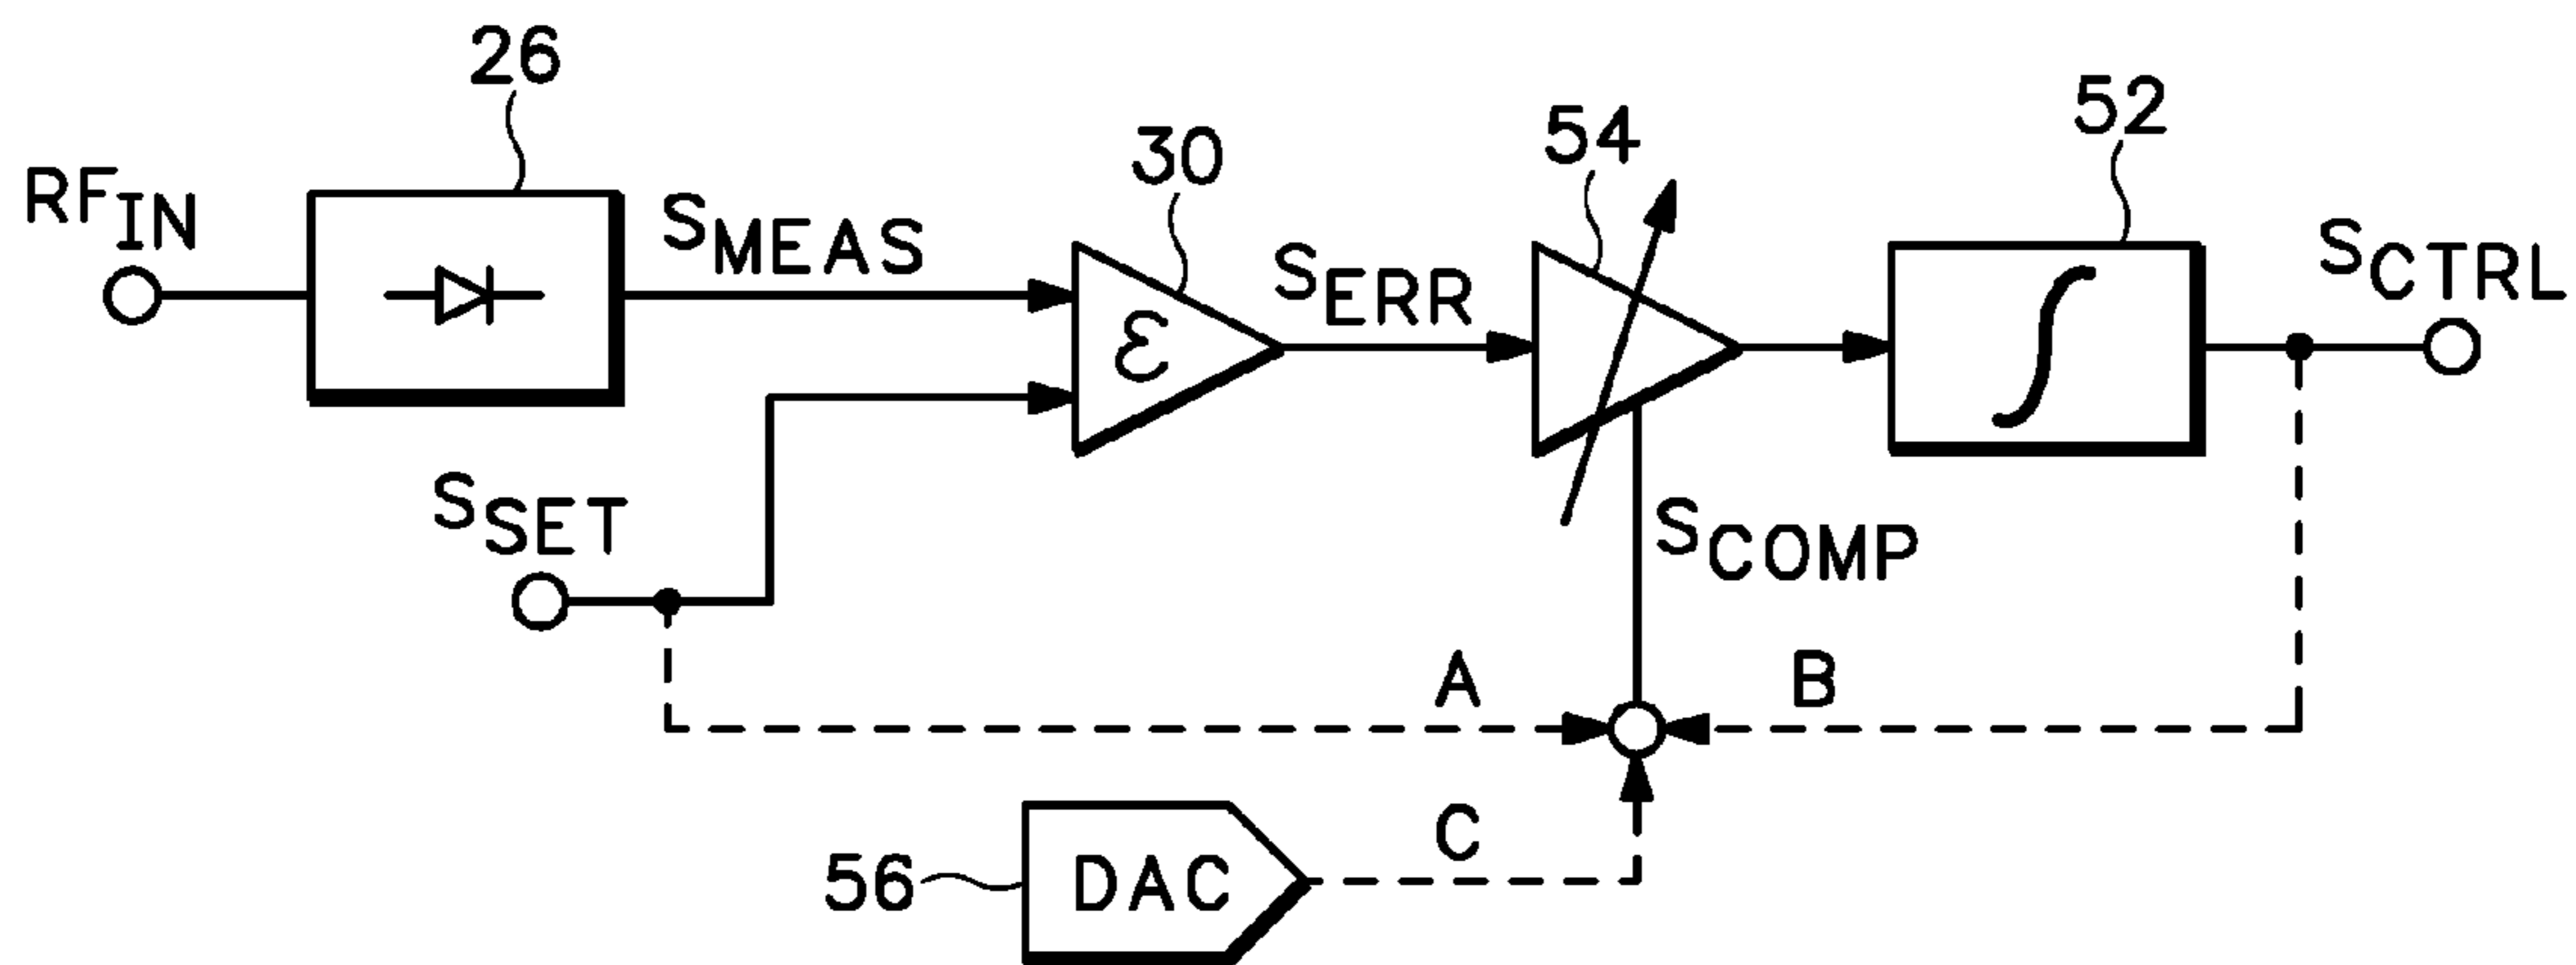 26
30
54
52
RFIN
SMEAS
ε
SERR
∫
SCTRL
SSET
SCOMP
A
B
C
56
DAC